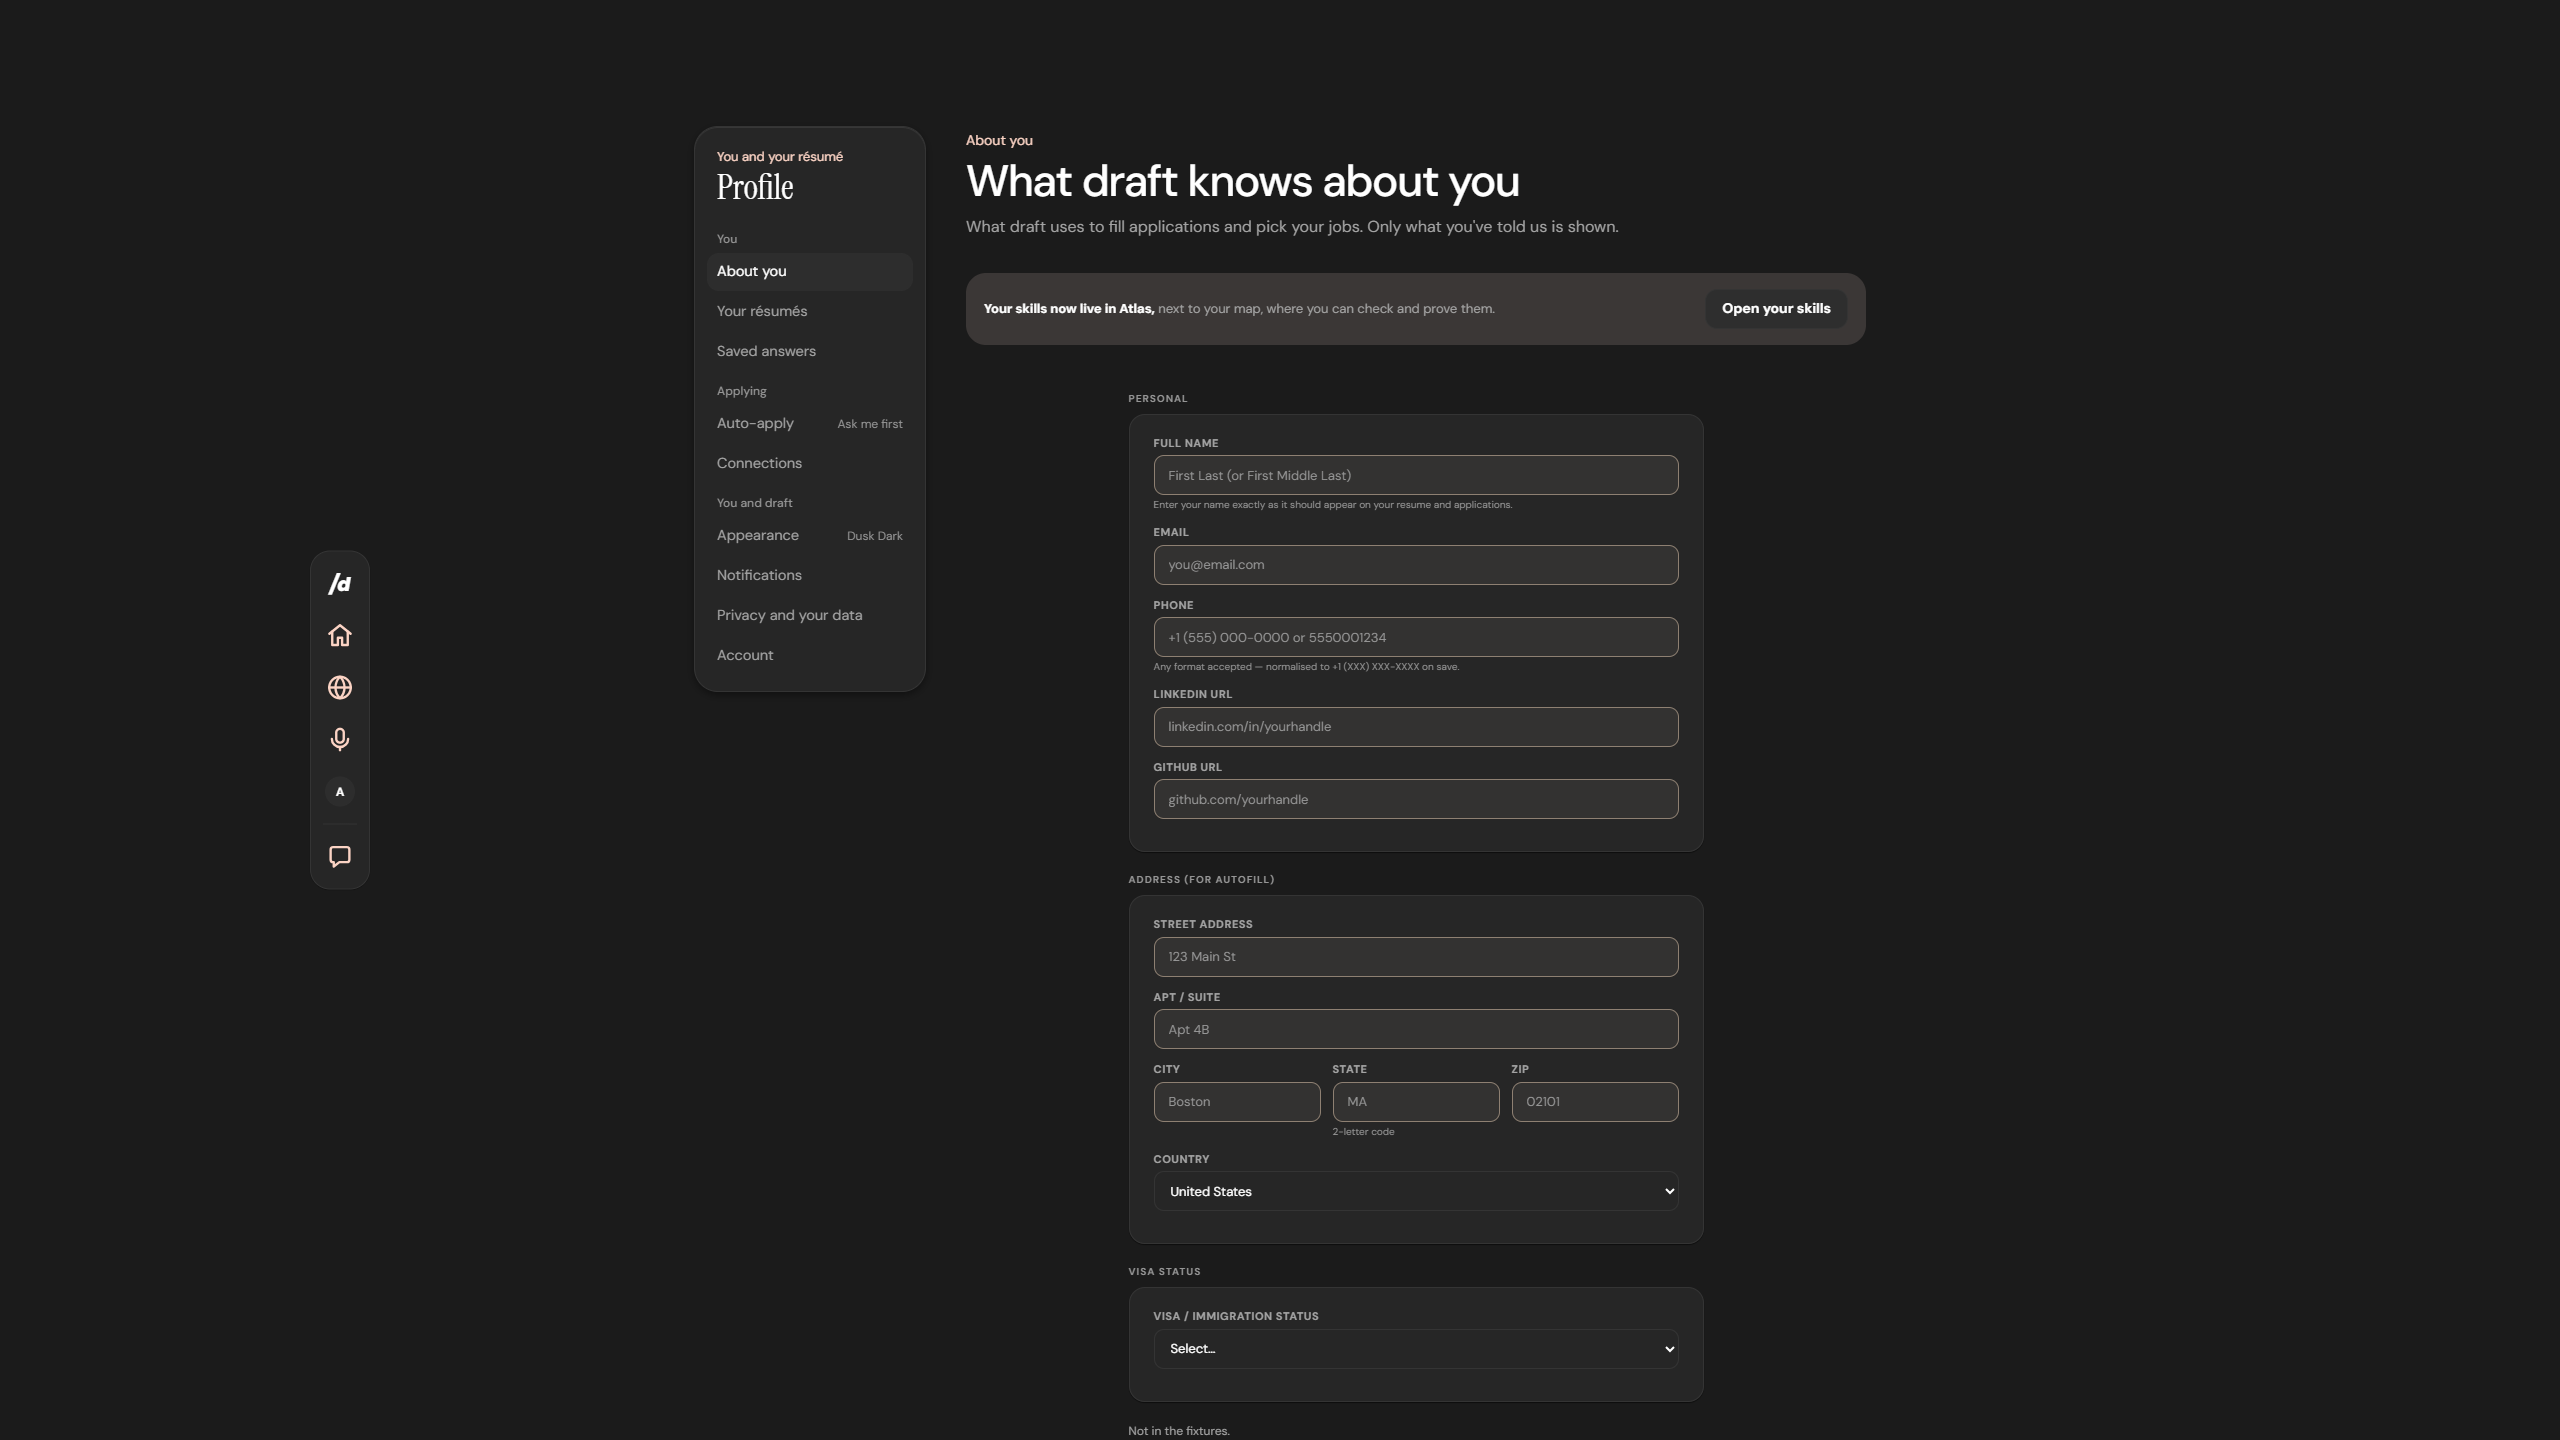 You and your résumé
Profile
You
About you
Your résumés
Saved answers
Applying
Auto-apply Ask me first
Connections
You and draft
Appearance Dusk Dark
Notifications
Privacy and your data
Account
/d
A
About you
What draft knows about you
What draft uses to fill applications and pick your jobs. Only what you've told us is shown.
Your skills now live in Atlas, next to your map, where you can check and prove them.
Open your skills
PERSONAL
FULL NAME
First Last (or First Middle Last)
Enter your name exactly as it should appear on your resume and applications.
EMAIL
you@email.com
PHONE
+1 (555) 000-0000 or 5550001234
Any format accepted — normalised to +1 (XXX) XXX-XXXX on save.
LINKEDIN URL
linkedin.com/in/yourhandle
GITHUB URL
github.com/yourhandle
ADDRESS (FOR AUTOFILL)
STREET ADDRESS
123 Main St
APT / SUITE
Apt 4B
CITY STATE ZIP
Boston MA 02101
2-letter code
COUNTRY
United States
VISA STATUS
VISA / IMMIGRATION STATUS
Select…
Not in the fixtures.